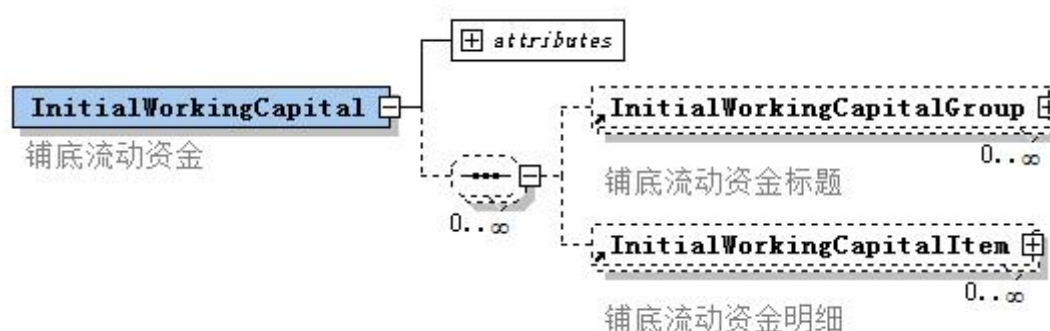 attributes
InitialWorkingCapital
铺底流动资金
0..∞
InitialWorkingCapitalGroup
0..∞
铺底流动资金标题
InitialWorkingCapitalItem
0..∞
铺底流动资金明细